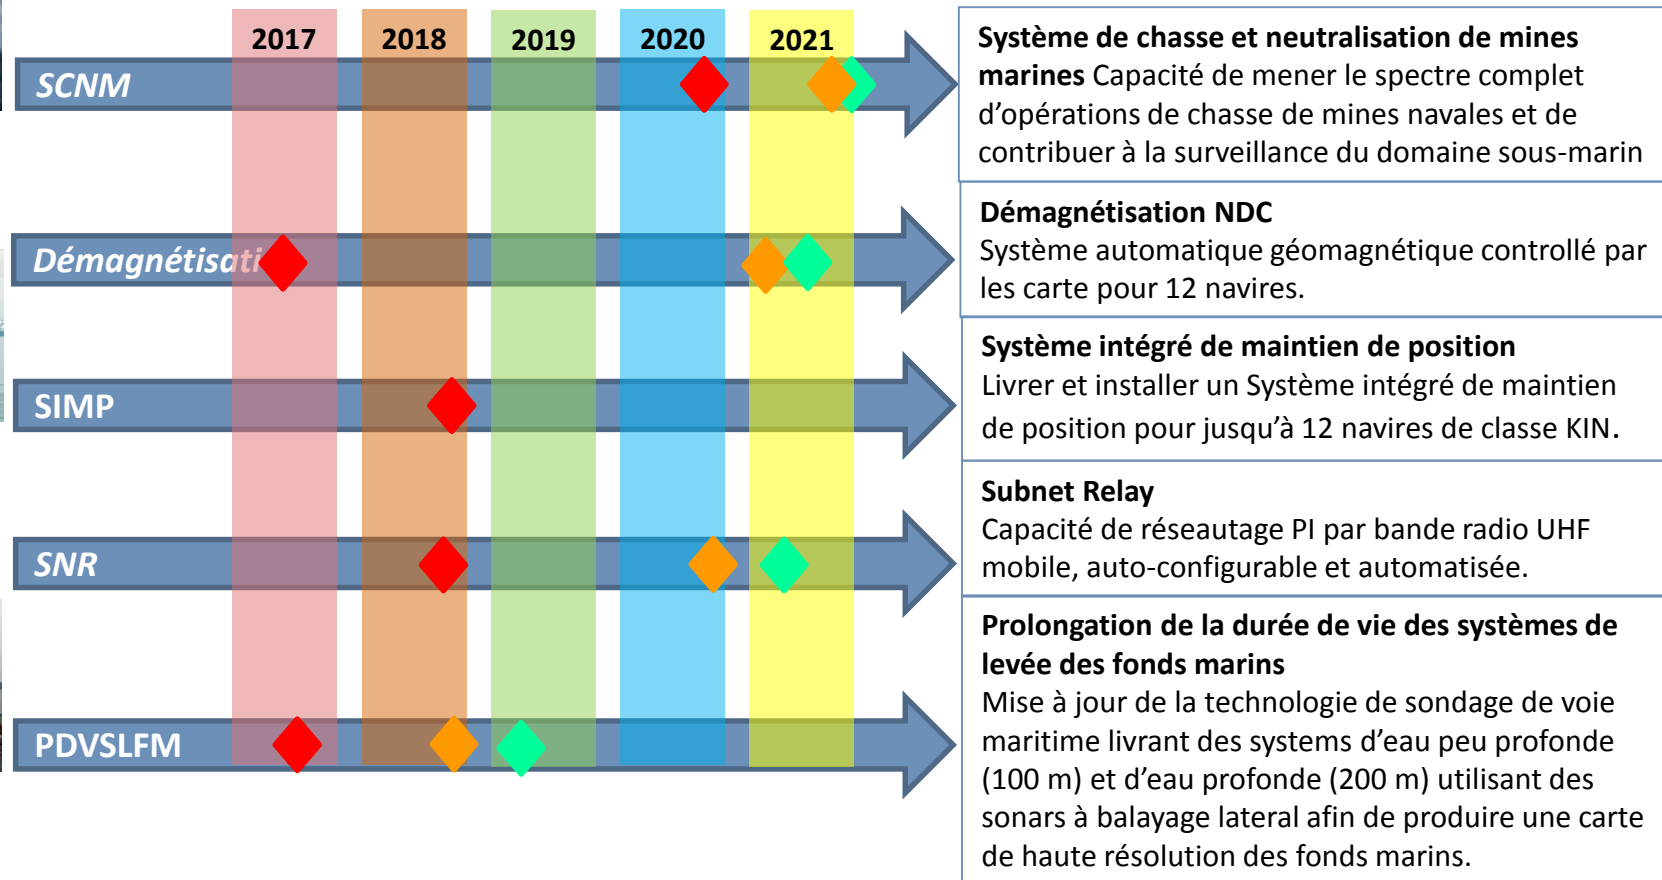 2017 2018 2019 2020 2021
SCNM
Système de chasse et neutralisation de mines
marines Capacité de mener le spectre complet
d'opérations de chasse de mines navales et de
contribuer à la surveillance du domaine sous-marin
Démagnétisati
Démagnétisation NDC
Système automatique géomagnétique controllé par
les carte pour 12 navires.
SIMP
Système intégré de maintien de position
Livrer et installer un Système intégré de maintien
de position pour jusqu'à 12 navires de classe KIN.
SNR
Subnet Relay
Capacité de réseautage PI par bande radio UHF
mobile, auto-configurable et automatisée.
PDVSLFM
Prolongation de la durée de vie des systèmes de
levée des fonds marins
Mise à jour de la technologie de sondage de voie
maritime livrant des systems d'eau peu profonde
(100 m) et d'eau profonde (200 m) utilisant des
sonars à balayage lateral afin de produire une carte
de haute résolution des fonds marins.